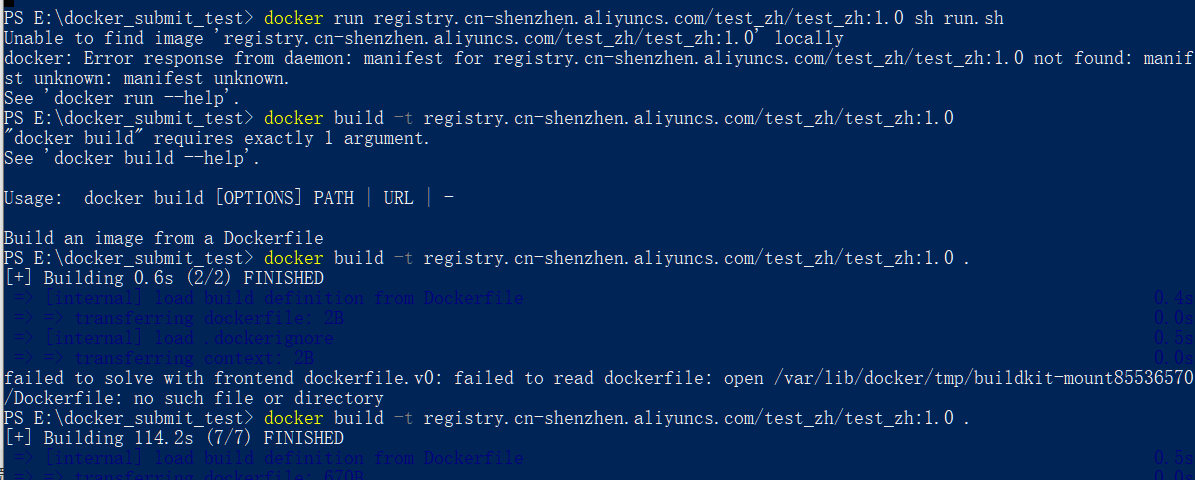 PS E:\docker_submit_test> docker run registry.cn-shenzhen.aliyuncs.com/test_zh/test_zh:1.0 sh run.sh
Unable to find image 'registry.cn-shenzhen.aliyuncs.com/test_zh/test_zh:1.0' locally
docker: Error response from daemon: manifest for registry.cn-shenzhen.aliyuncs.com/test_zh/test_zh:1.0 not found: manif
st unknown: manifest unknown.
See 'docker run --help'.
PS E:\docker_submit_test> docker build -t registry.cn-shenzhen.aliyuncs.com/test_zh/test_zh:1.0
"docker build" requires exactly 1 argument.
See 'docker build --help'.
Usage:  docker build [OPTIONS] PATH | URL | -
Build an image from a Dockerfile
PS E:\docker_submit_test> docker build -t registry.cn-shenzhen.aliyuncs.com/test_zh/test_zh:1.0 .
[+] Building 0.6s (2/2) FINISHED
=> [internal] load build definition from Dockerfile 0.4s
=> => transferring dockerfile: 2B 0.0s
=> [internal] load .dockerignore 0.5s
=> => transferring context: 2B 0.0s
failed to solve with frontend dockerfile.v0: failed to read dockerfile: open /var/lib/docker/tmp/buildkit-mount85536570
/Dockerfile: no such file or directory
PS E:\docker_submit_test> docker build -t registry.cn-shenzhen.aliyuncs.com/test_zh/test_zh:1.0 .
[+] Building 114.2s (7/7) FINISHED
=> [internal] load build definition from Dockerfile 0.5s
=> => transferring dockerfile: 670B 0.0s